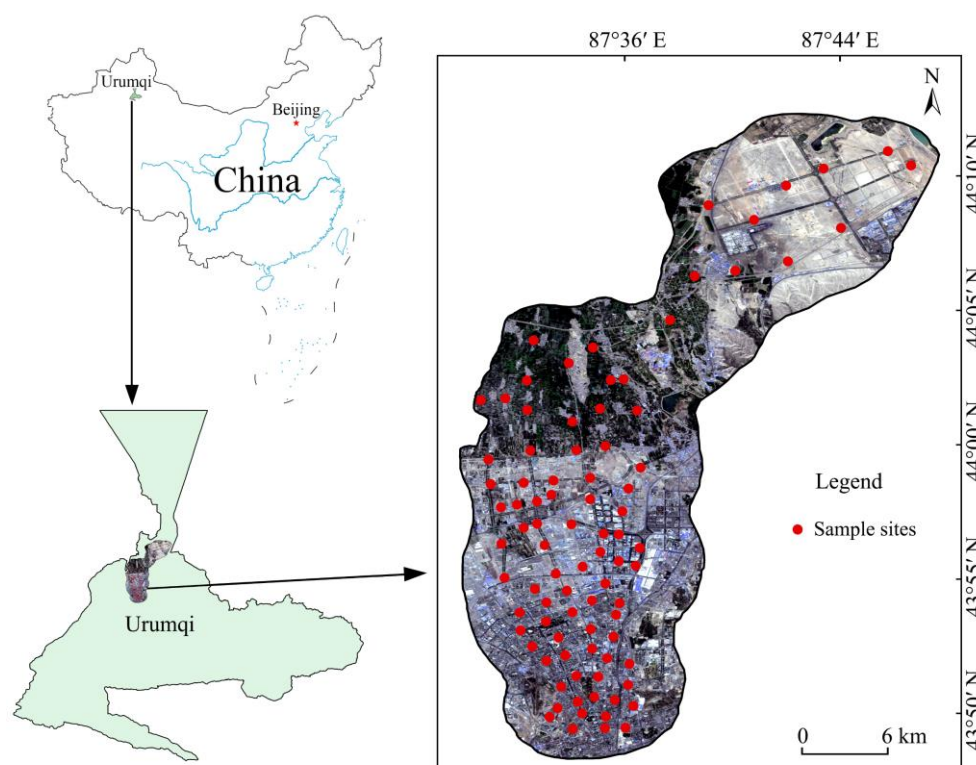 Urumqi
Beijing
China
Urumqi
87°36′ E
87°44′ E
N
44°10′ N
44°05′ N
44°00′ N
43°55′ N
43°50′ N
Legend
Sample sites
0
6 km